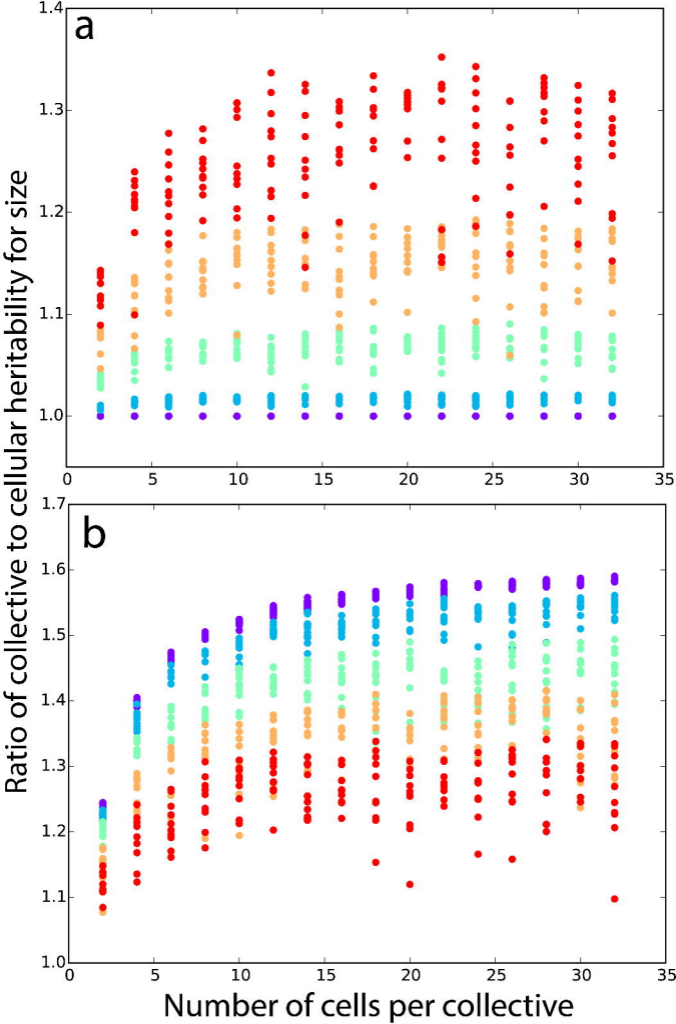 a
1.4
1.3
1.2
1.1
1.0
0 5 10 15 20 25 30 35
Ratio of collective to cellular heritability for size
b
1.7
1.6
1.5
1.4
1.3
1.2
1.1
1.0
0 5 10 15 20 25 30 35
Number of cells per collective